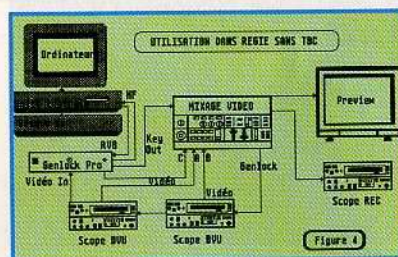 UTILISATION DANS REGIE SANS TBC
Ordinateur
HF
MIXAGE VIDEO
Preview
RVB
Key
Out
Genlock Pro
C A B
Genlock
Vidéo In
Vidéo
Vidéo
Scope REC
Scope BVU
Scope BVU
Figure 4